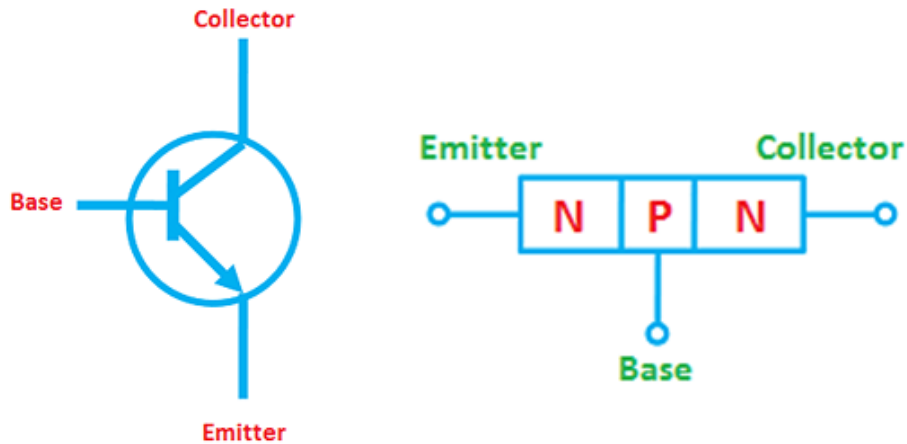 Collector
Base
Emitter
Emitter
Collector
N P N
Base